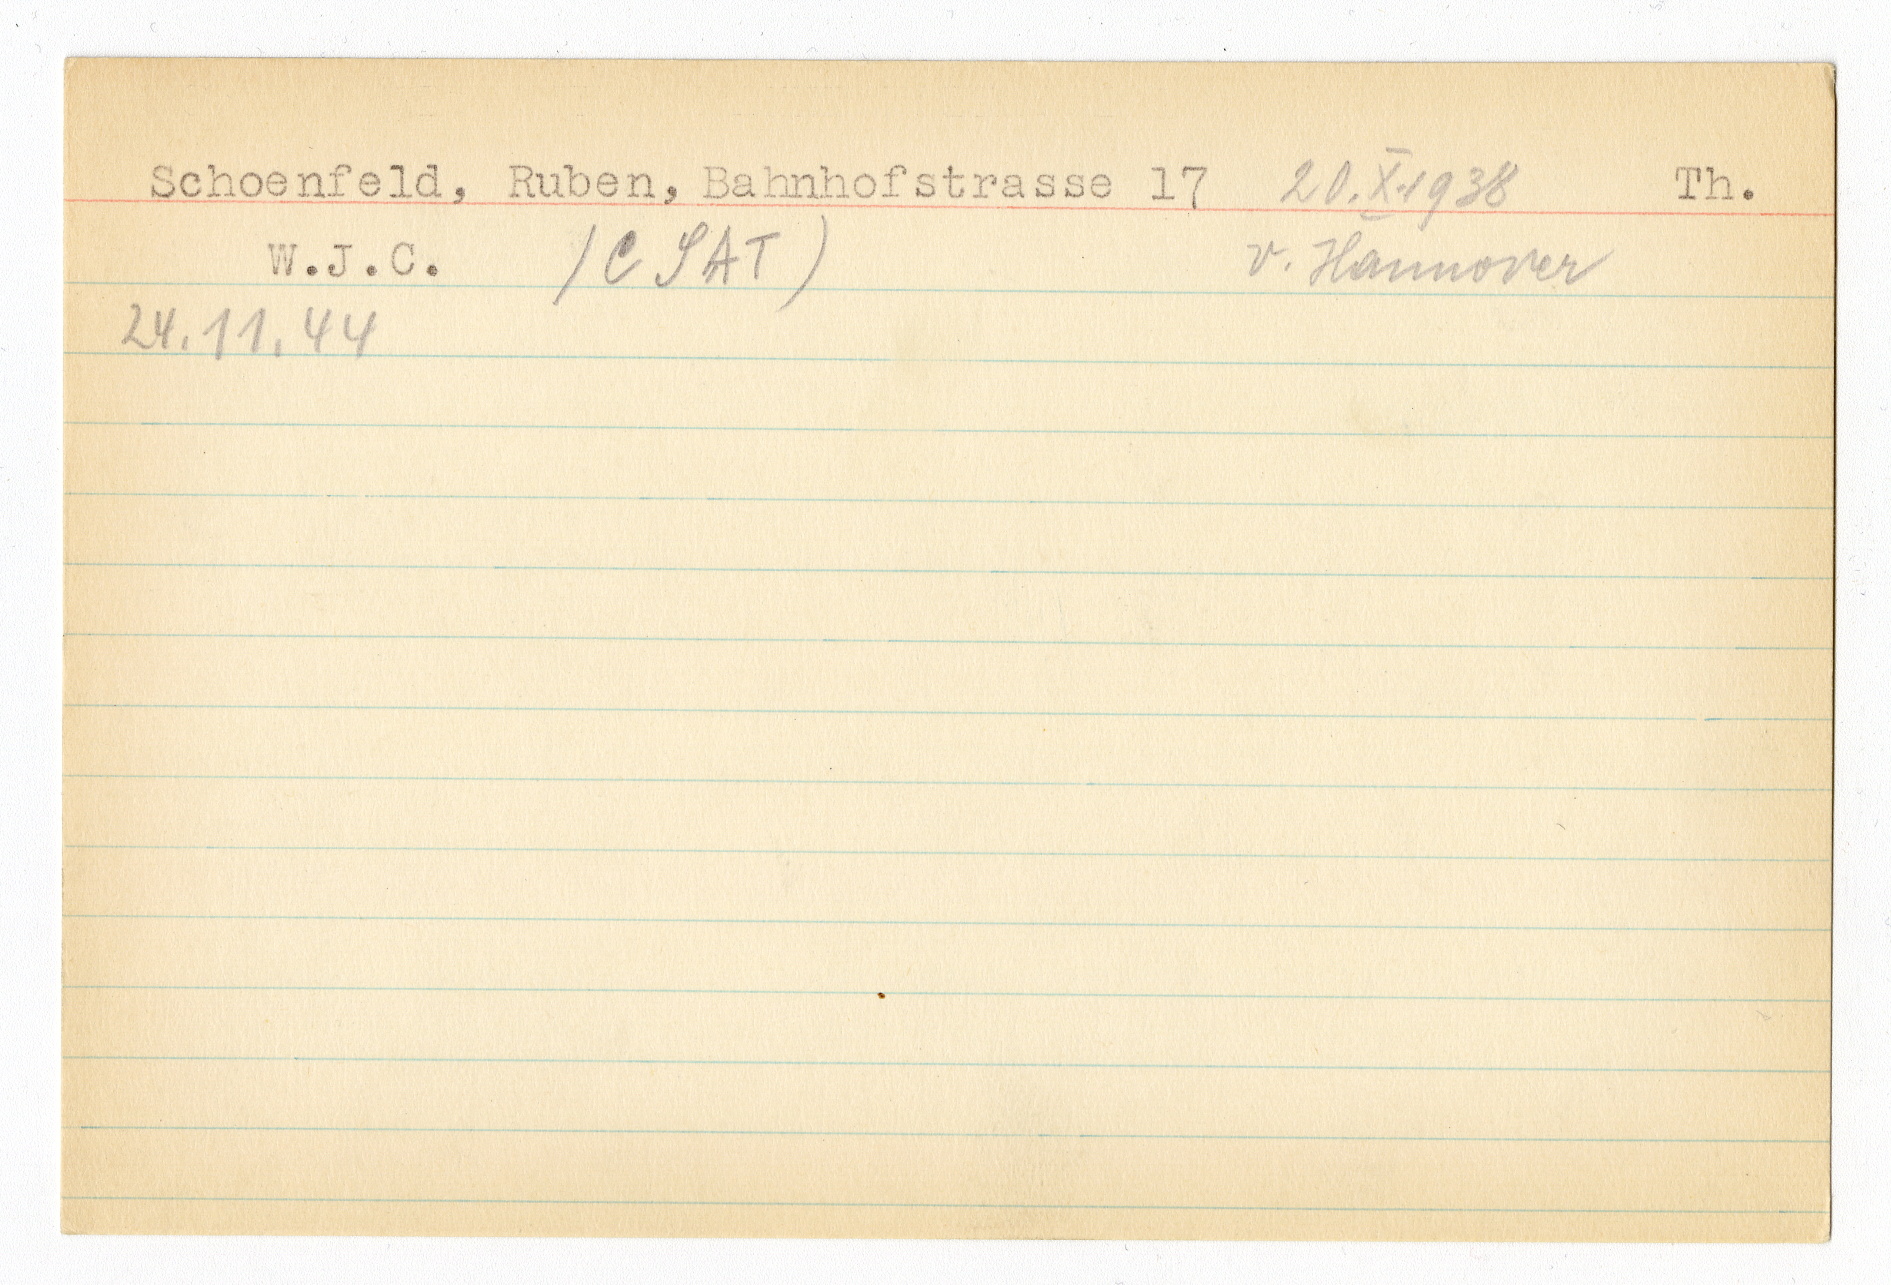 Schoenfeld, Ruben, Bahnhofstrasse 17 20.X.1938 Th.
W.J.C. (CSAT) v. Hannover
24.11.44